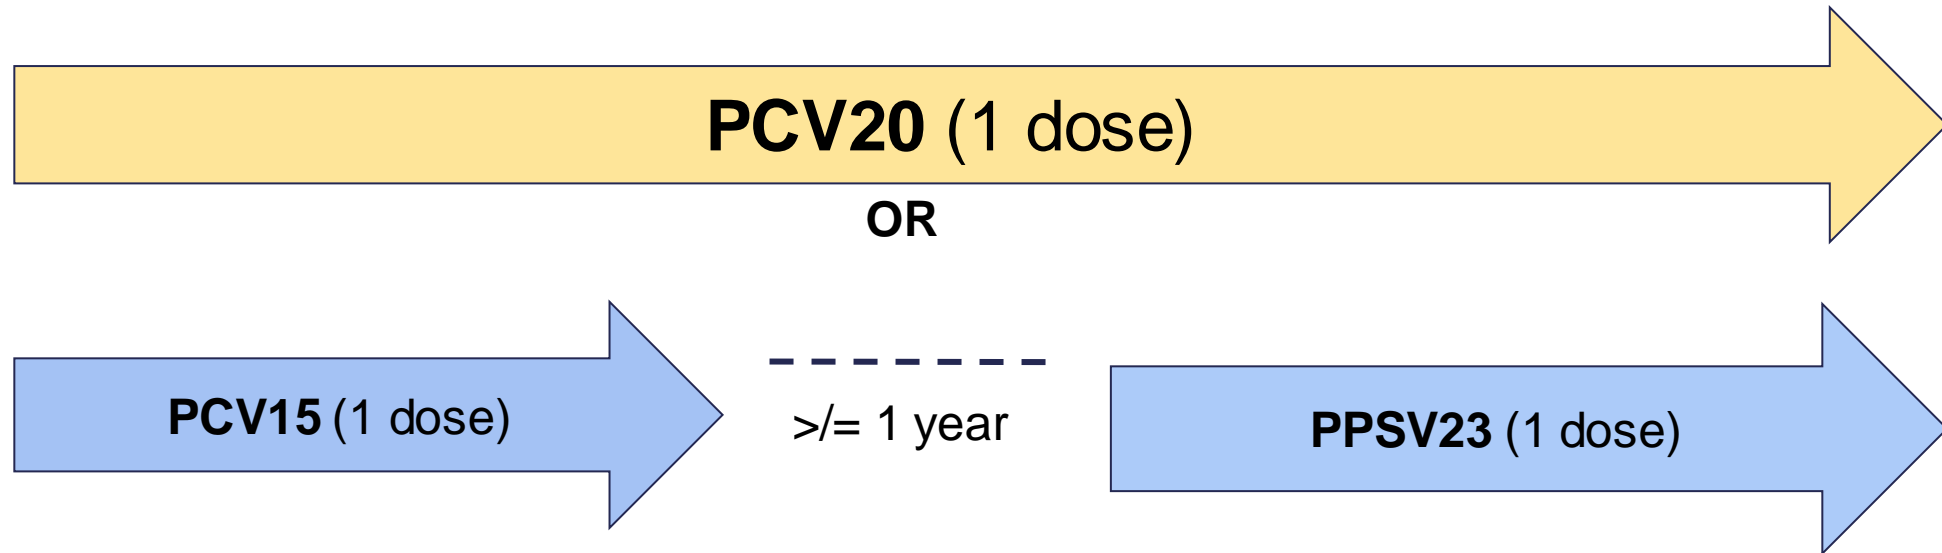 PCV20 (1 dose)
OR
PCV15 (1 dose)
>/= 1 year
PPSV23 (1 dose)